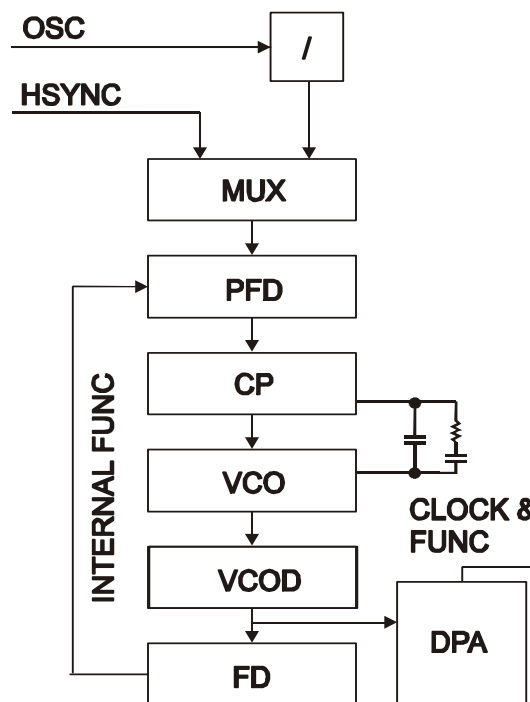 OSC
/
HSYNC
MUX
PFD
CP
INTERNAL FUNC
VCO
CLOCK &
FUNC
VCOD
DPA
FD